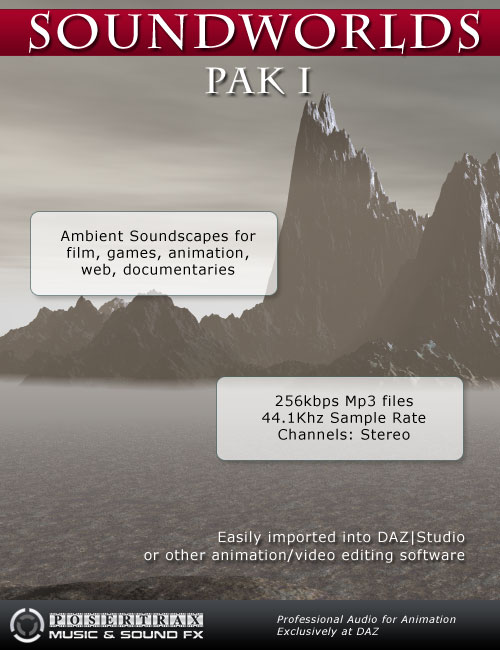 SOUNDWORLDS
PAK I
Ambient Soundscapes for
film, games, animation,
web, documentaries
256kbps Mp3 files
44.1Khz Sample Rate
Channels: Stereo
Easily imported into DAZ|Studio
or other animation/video editing software
POSERTRAX
MUSIC & SOUND FX
Professional Audio for Animation
Exclusively at DAZ